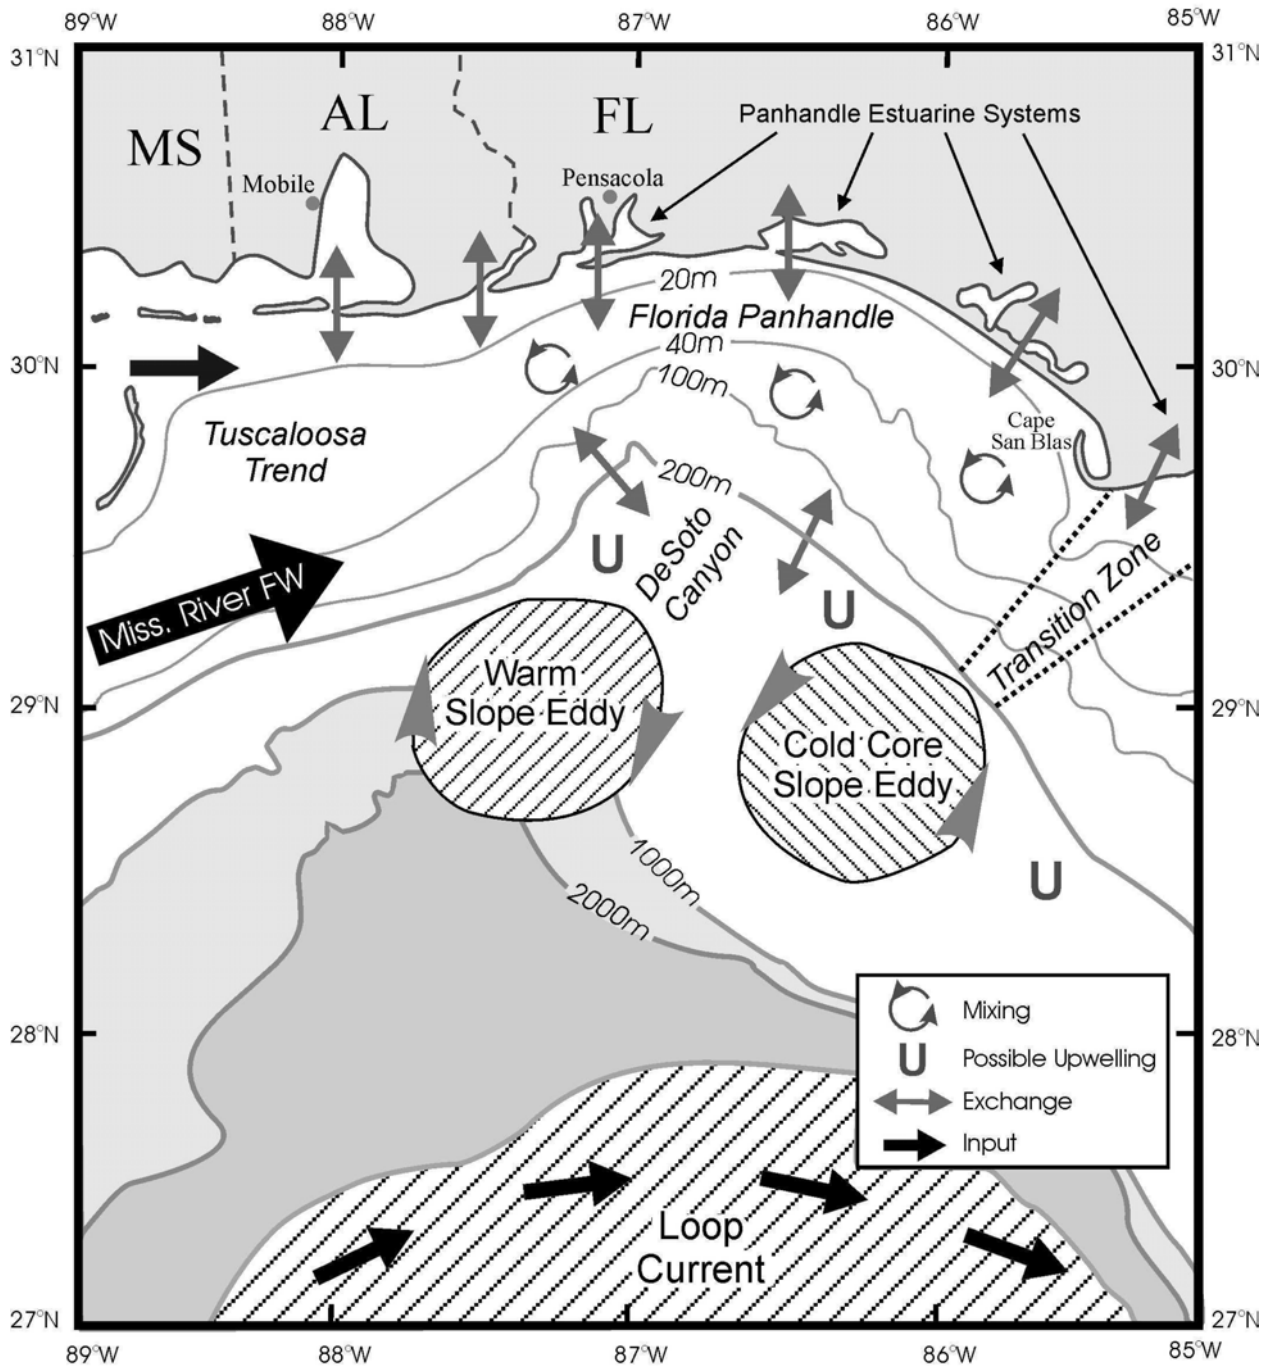 89°W 88°W 87°W 86°W 85°W
31°N 31°N
MS AL FL
Panhandle Estuarine Systems
Mobile
Pensacola
20m
Florida Panhandle
40m
30°N 30°N
100m
Tuscaloosa
Trend
Cape
San Blas
200m
U
DeSoto
Canyon
U
Miss. River FW
Transition Zone
Warm
Slope Eddy
29°N 29°N
Cold Core
Slope Eddy
1000m
2000m
U
28°N 28°N
Mixing
U Possible Upwelling
Exchange
Input
Loop
Current
27°N 27°N
89°W 88°W 87°W 86°W 85°W